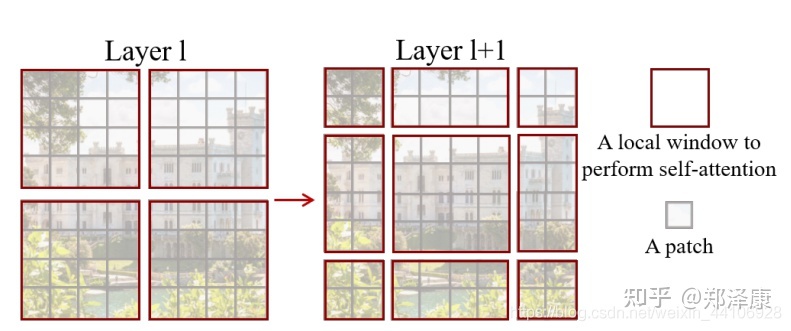 Layer l
Layer l+1
A local window to
perform self-attention
A patch
知乎 @郑泽康
https://blog.csdn.net/weixin_44106928